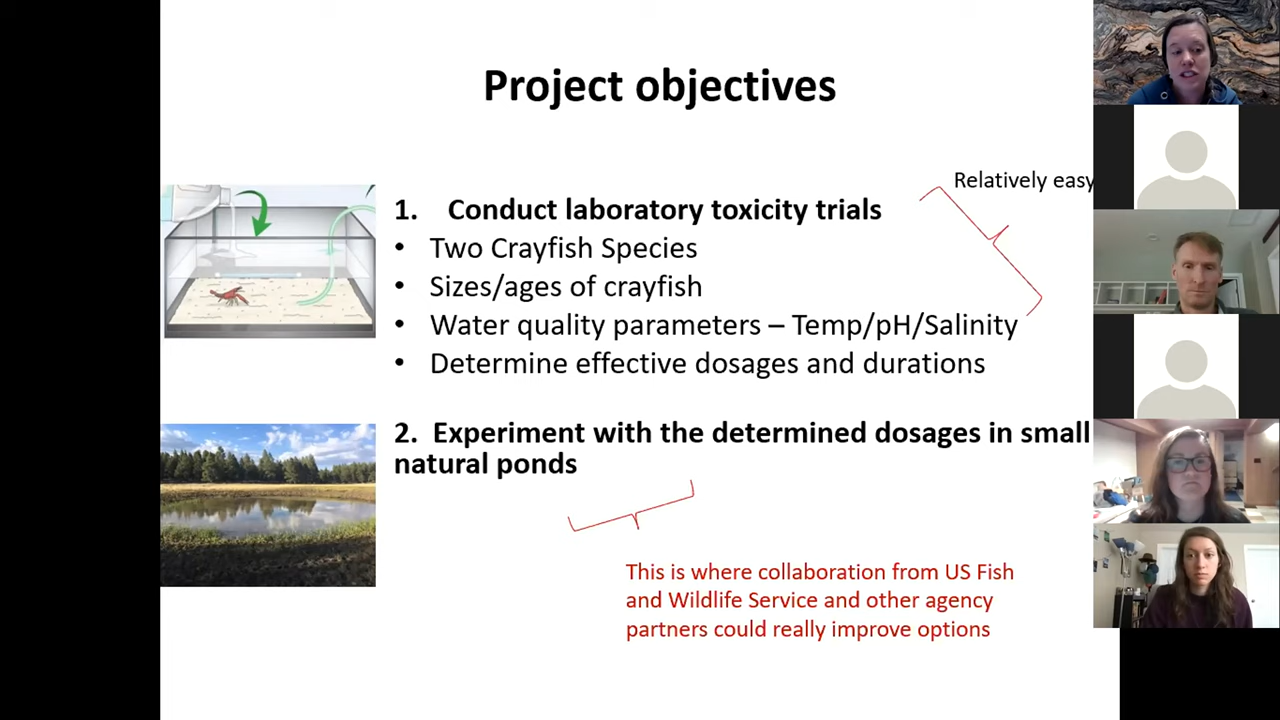 Project objectives
Relatively easy
1. Conduct laboratory toxicity trials
• Two Crayfish Species
• Sizes/ages of crayfish
• Water quality parameters – Temp/pH/Salinity
• Determine effective dosages and durations
2. Experiment with the determined dosages in small
natural ponds
This is where collaboration from US Fish
and Wildlife Service and other agency
partners could really improve options